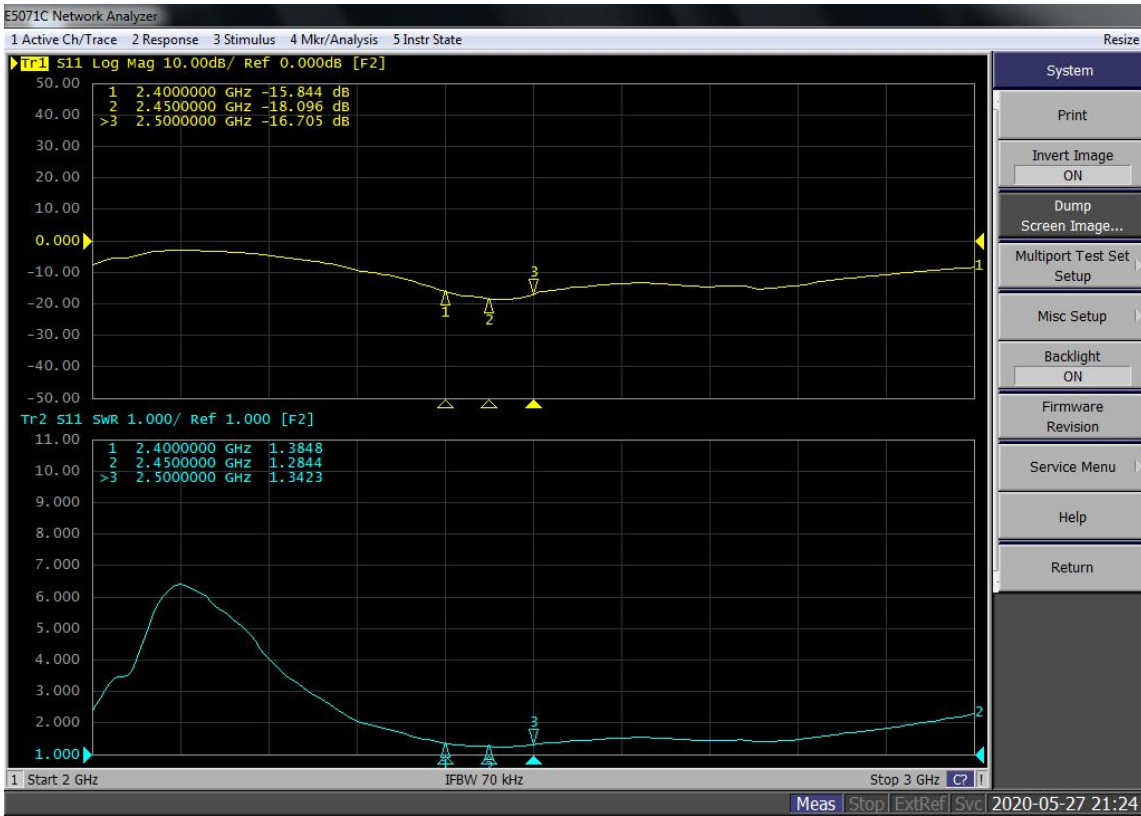 E5071C Network Analyzer
1 Active Ch/Trace 2 Response 3 Stimulus 4 Mkr/Analysis 5 Instr State Resize
Tr1 S11 Log Mag 10.00dB/ Ref 0.000dB [F2]
50.00
1 2.4000000 GHz -15.844 dB
2 2.4500000 GHz -18.096 dB
>3 2.5000000 GHz -16.705 dB
40.00
30.00
20.00
10.00
0.000
-10.00
-20.00
-30.00
-40.00
-50.00
3
1
2
1
Tr2 S11 SWR 1.000/ Ref 1.000 [F2]
11.00
1 2.4000000 GHz 1.3848
2 2.4500000 GHz 1.2844
>3 2.5000000 GHz 1.3423
10.00
9.000
8.000
7.000
6.000
5.000
4.000
3.000
2.000
1.000
3
2
1 Start 2 GHz IFBW 70 kHz Stop 3 GHz C? !
System
Print
Invert Image
ON
Dump
Screen Image...
Multiport Test Set
Setup
Misc Setup
Backlight
ON
Firmware
Revision
Service Menu
Help
Return
Meas Stop ExtRef Svc 2020-05-27 21:24